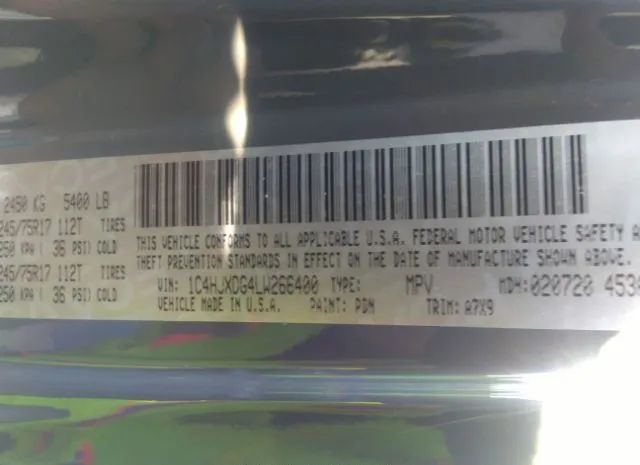 2450 KG 5400 LB
245/75R17 112T TIRES
250 KPA ( 36 PSI) COLD
245/75R17 112T TIRES
250 KPA ( 36 PSI) COLD
THIS VEHICLE CONFORMS TO ALL APPLICABLE U.S.A. FEDERAL MOTOR VEHICLE SAFETY
THEFT PREVENTION STANDARDS IN EFFECT ON THE DATE OF MANUFACTURE SHOWN ABOVE.
VIN: 1C4HJXDG4LW266400 TYPE: MPV MDH: 020720 453
VEHICLE MADE IN U.S.A. PAINT: PDN TRIM: A7X9